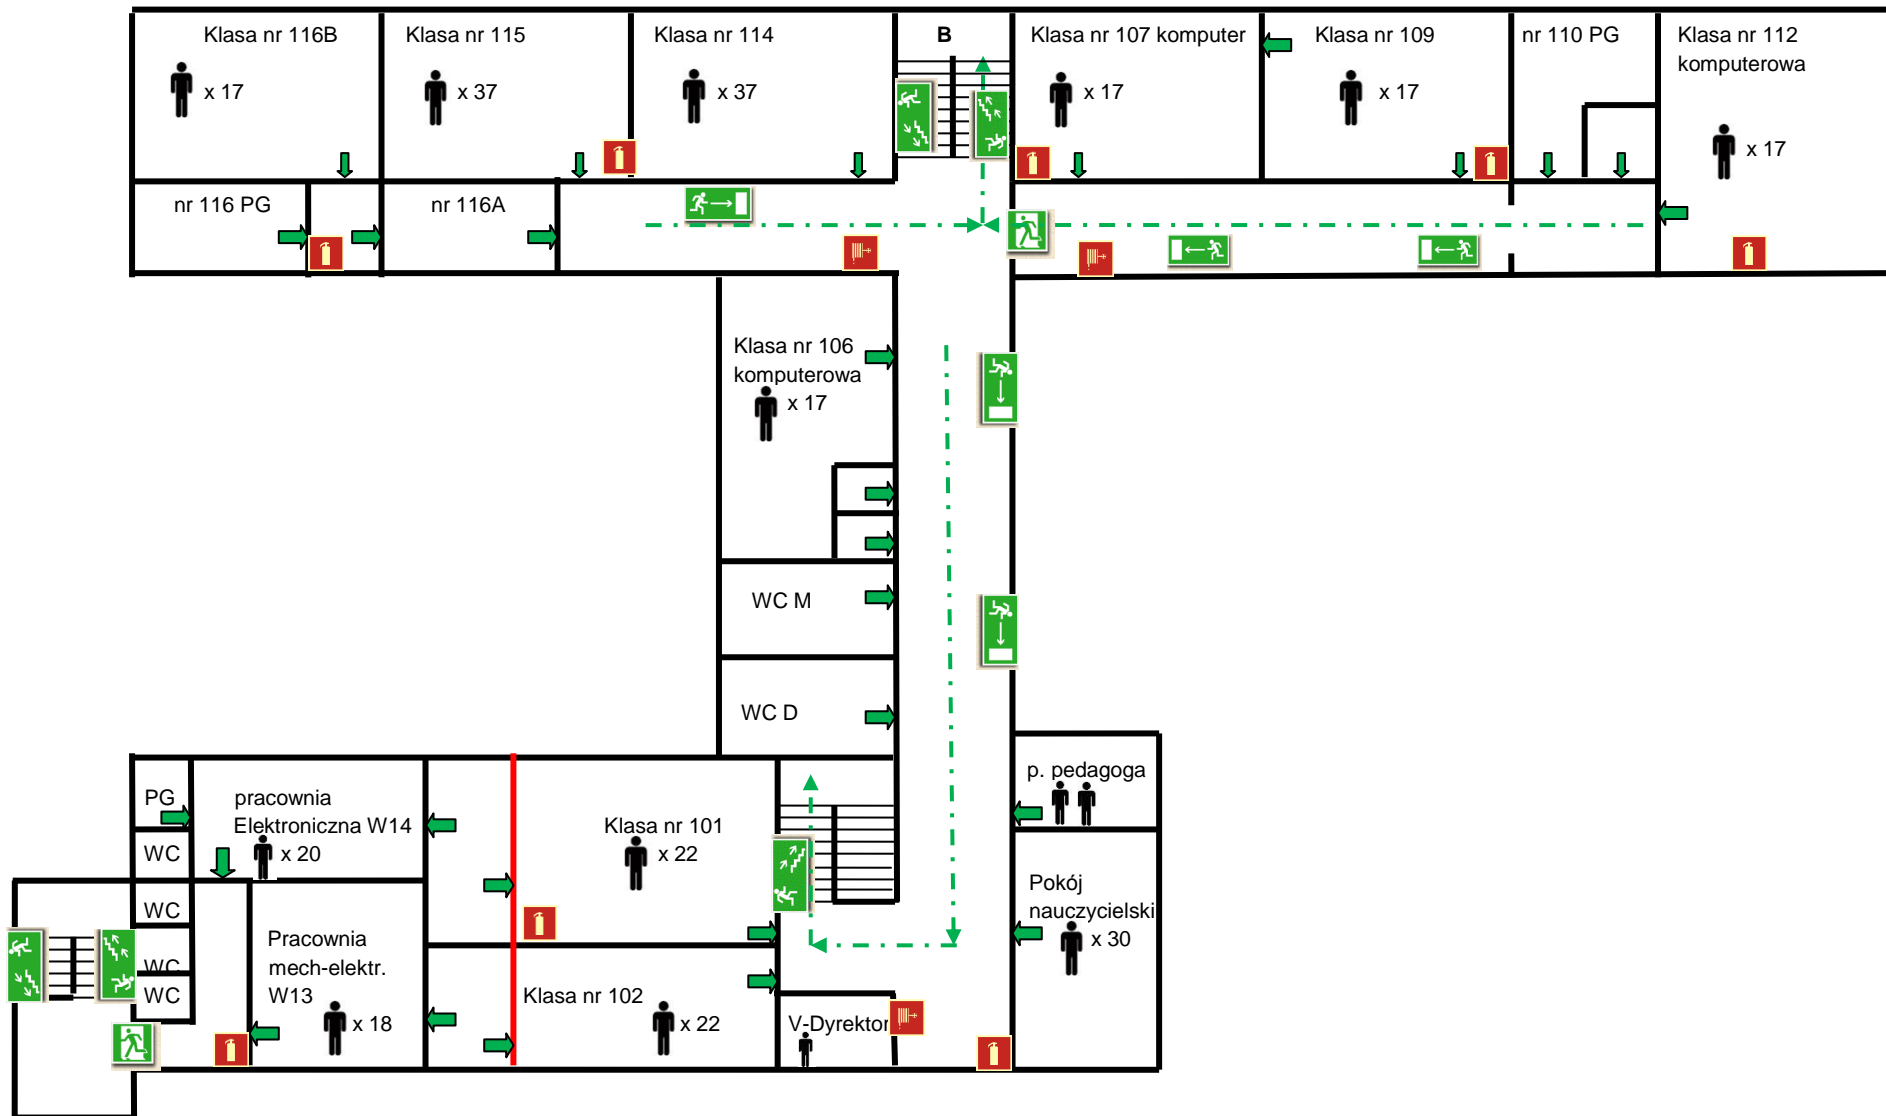 Klasa nr 116B
x 17
Klasa nr 115
x 37
Klasa nr 114
x 37
B
Klasa nr 107 komputer
x 17
Klasa nr 109
x 17
nr 110 PG
Klasa nr 112
komputerowa
x 17
nr 116 PG
nr 116A
Klasa nr 106
komputerowa
x 17
WC M
WC D
PG
WC
WC
WC
WC
pracownia
Elektroniczna W14
x 20
Klasa nr 101
x 22
p. pedagoga
Pokój
nauczycielski
x 30
Pracownia
mech-elektr.
W13
x 18
Klasa nr 102
x 22
V-Dyrektor